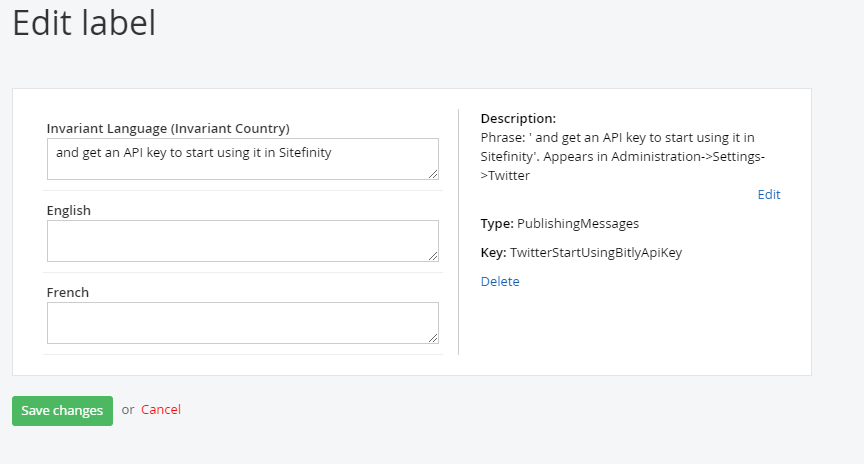 Edit label
Invariant Language (Invariant Country)
and get an API key to start using it in Sitefinity
English
French
Description:
Phrase: ' and get an API key to start using it in
Sitefinity'. Appears in Administration->Settings-
>Twitter
Edit
Type: PublishingMessages
Key: TwitterStartUsingBitlyApiKey
Delete
Save changes or Cancel